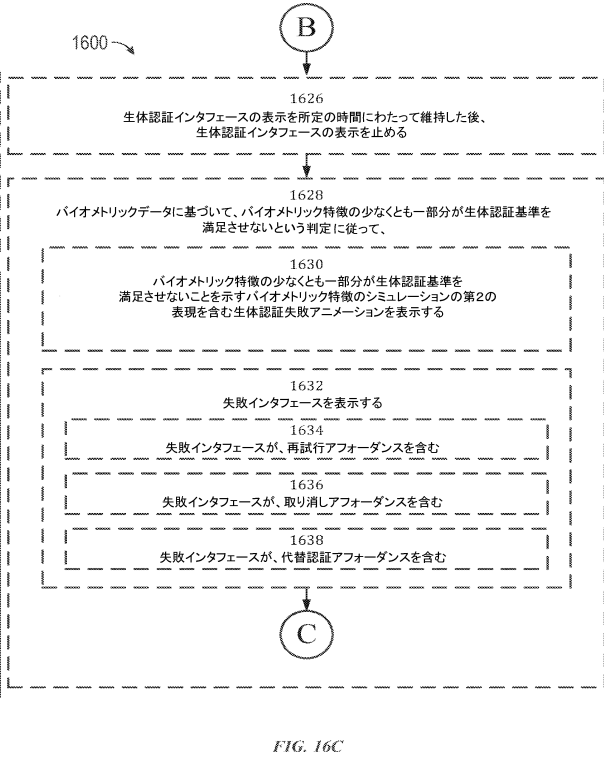 B
1600
1626
生体認証インタフェースの表示を所定の時間にわたって維持した後、
生体認証インタフェースの表示を止める
1628
バイオメトリックデータに基づいて、バイオメトリック特徴の少なくとも一部分が生体認証基準を
満足させないという判定に従って、
1630
バイオメトリック特徴の少なくとも一部分が生体認証基準を
満足させないことを示すバイオメトリック特徴のシミュレーションの第2の
表現を含む生体認証失敗アニメーションを表示する
1632
失敗インタフェースを表示する
1634
失敗インタフェースが、再試行アフォーダンスを含む
1636
失敗インタフェースが、取り消しアフォーダンスを含む
1638
失敗インタフェースが、代替認証アフォーダンスを含む
C
FIG. 16C